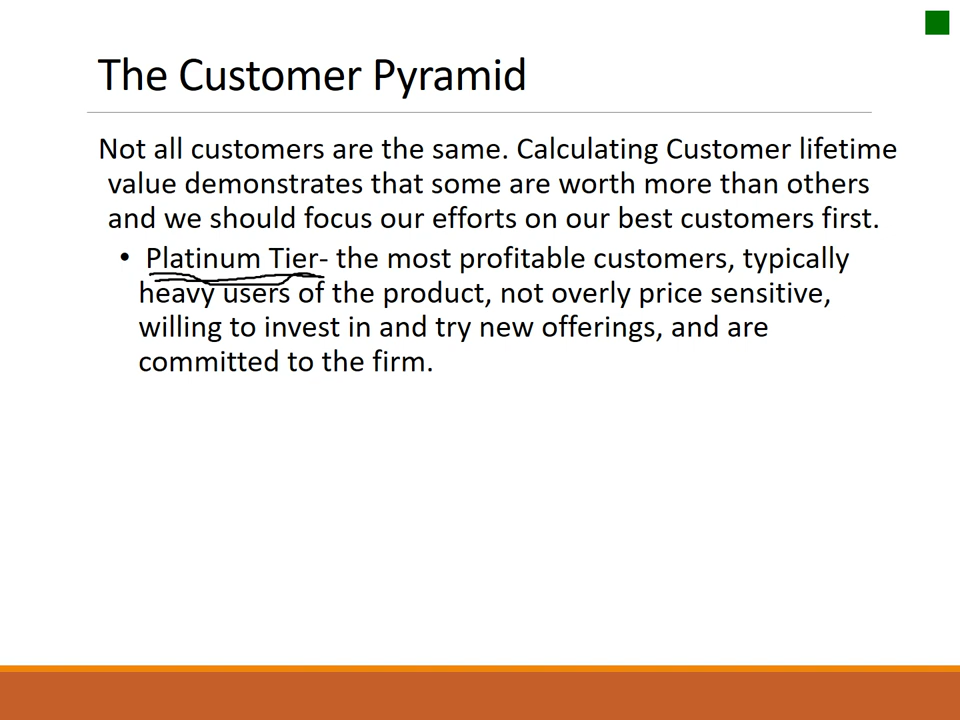 The Customer Pyramid
Not all customers are the same. Calculating Customer lifetime
value demonstrates that some are worth more than others
and we should focus our efforts on our best customers first.
• Platinum Tier- the most profitable customers, typically
heavy users of the product, not overly price sensitive,
willing to invest in and try new offerings, and are
committed to the firm.